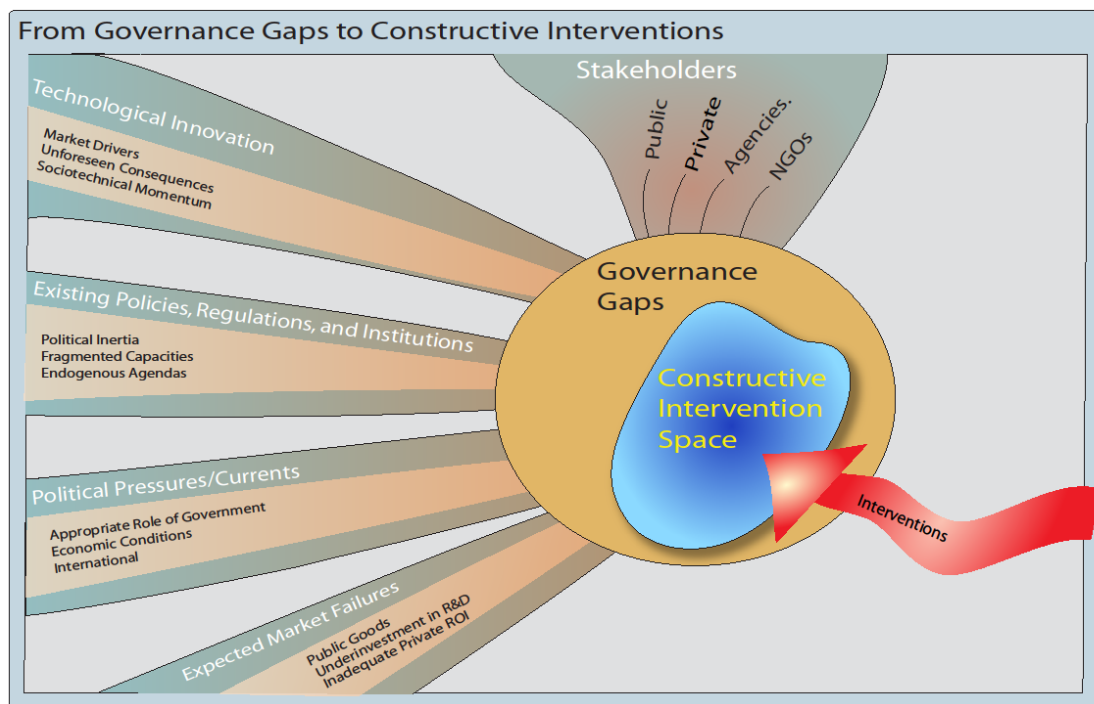 From Governance Gaps to Constructive Interventions
Stakeholders
Public
Private
Agencies.
NGOs
Technological Innovation
Market Drivers
Unforeseen Consequences
Sociotechnical Momentum
Existing Policies, Regulations, and Institutions
Political Inertia
Fragmented Capacities
Endogenous Agendas
Political Pressures/Currents
Appropriate Role of Government
Economic Conditions
International
Expected Market Failures
Public Goods
Underinvestment in R&D
Inadequate Private ROI
Governance
Gaps
Constructive
Intervention
Space
Interventions